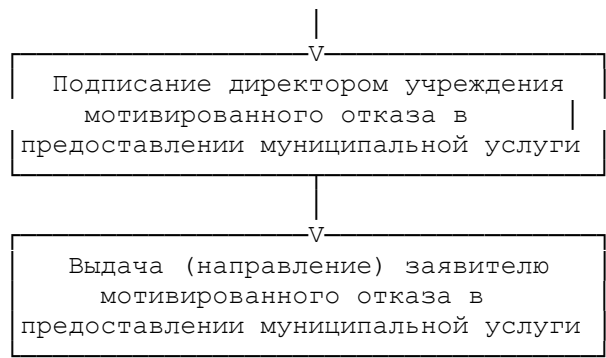 Подписание директором учреждения
мотивированного отказа в
предоставлении муниципальной услуги
Выдача (направление) заявителю
мотивированного отказа в
предоставлении муниципальной услуги